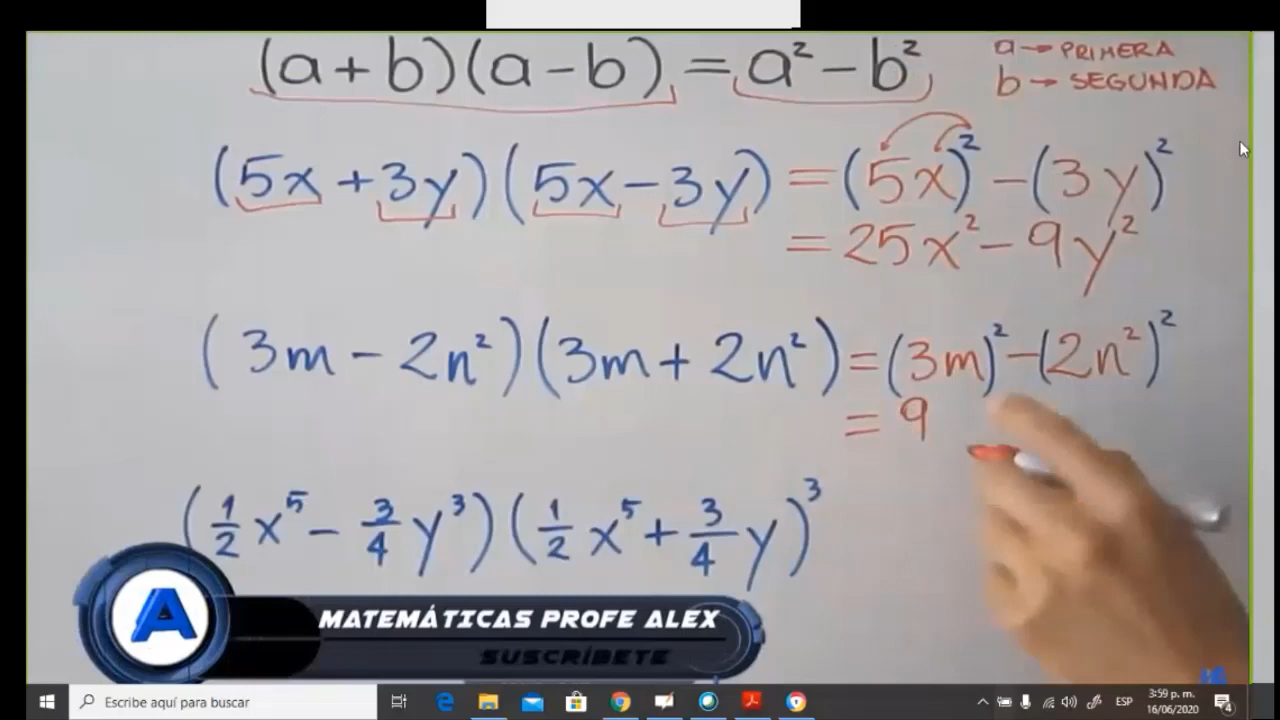 (a+b)(a-b) = a² - b²
a → PRIMERA
b → SEGUNDA
(5x + 3y)(5x - 3y) = (5x)² - (3y)²
= 25x² - 9y²
(3m - 2n²)(3m + 2n²) = (3m)² - (2n²)²
= 9
(1/2 x⁵ - 3/4 y³)(1/2 x⁵ + 3/4 y)³
A
MATEMÁTICAS PROFE ALEX
SUSCRÍBETE
Escribe aquí para buscar
ESP
3:59 p. m.
16/06/2020
4